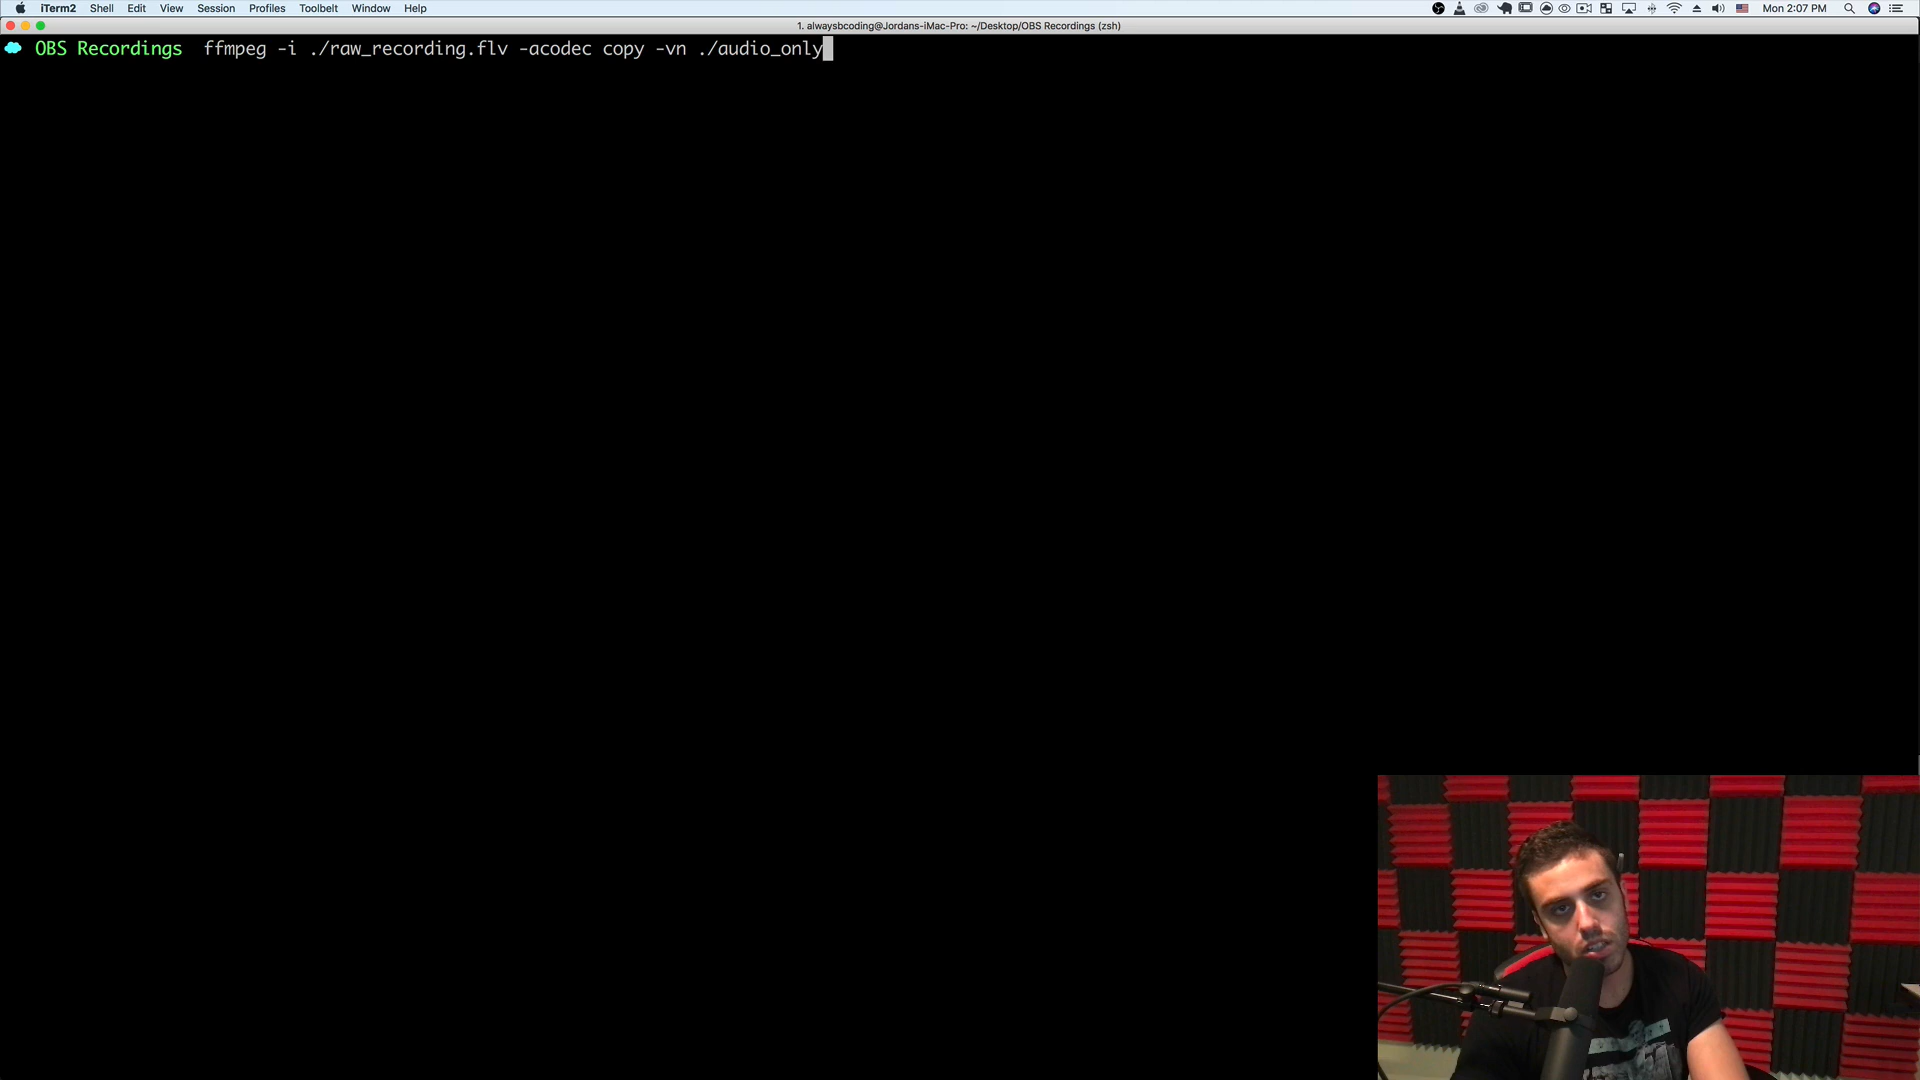 iTerm2 Shell Edit View Session Profiles Toolbelt Window Help Mon 2:07 PM
1. alwaysbcoding@Jordans-iMac-Pro: ~/Desktop/OBS Recordings (zsh)
OBS Recordings ffmpeg -i ./raw_recording.flv -acodec copy -vn ./audio_only